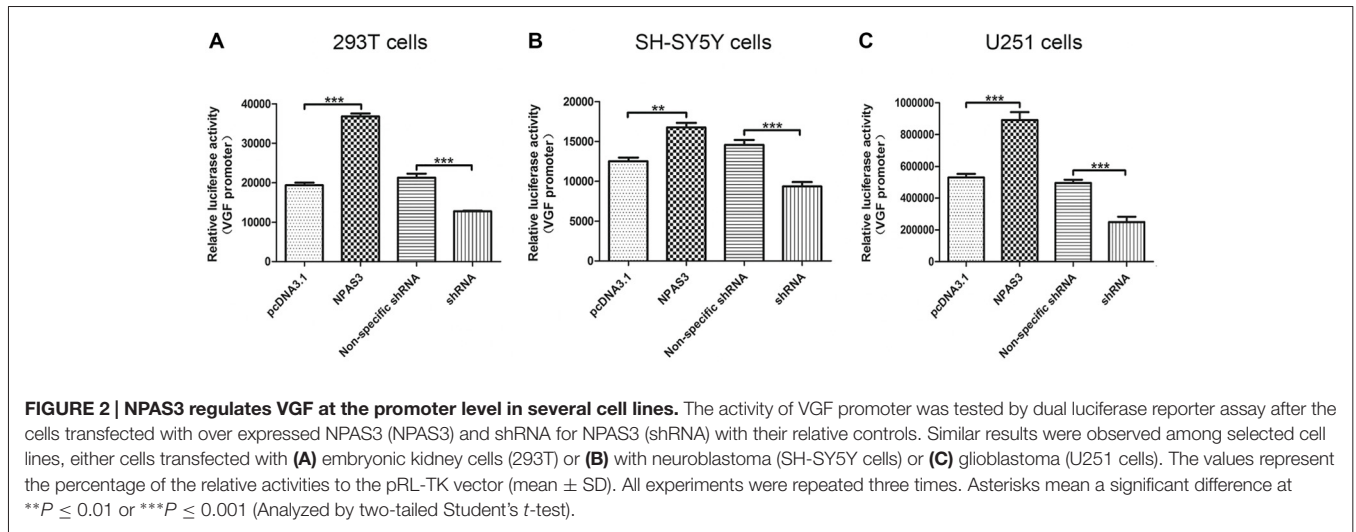 A 293T cells
Relative luciferase activity
(VGF promoter)
40000
30000
20000
10000
0
***
***
pcDNA3.1
NPAS3
Non-specific shRNA
shRNA
B SH-SY5Y cells
Relative luciferase activity
(VGF promoter)
20000
15000
10000
5000
0
**
***
pcDNA3.1
NPAS3
Non-specific shRNA
shRNA
C U251 cells
Relative luciferase activity
(VGF promoter)
1000000
800000
600000
400000
200000
0
***
***
pcDNA3.1
NPAS3
Non-specific shRNA
shRNA
FIGURE 2 | NPAS3 regulates VGF at the promoter level in several cell lines. The activity of VGF promoter was tested by dual luciferase reporter assay after the
cells transfected with over expressed NPAS3 (NPAS3) and shRNA for NPAS3 (shRNA) with their relative controls. Similar results were observed among selected cell
lines, either cells transfected with (A) embryonic kidney cells (293T) or (B) with neuroblastoma (SH-SY5Y cells) or (C) glioblastoma (U251 cells). The values represent
the percentage of the relative activities to the pRL-TK vector (mean ± SD). All experiments were repeated three times. Asterisks mean a significant difference at
**P ≤ 0.01 or ***P ≤ 0.001 (Analyzed by two-tailed Student's t-test).